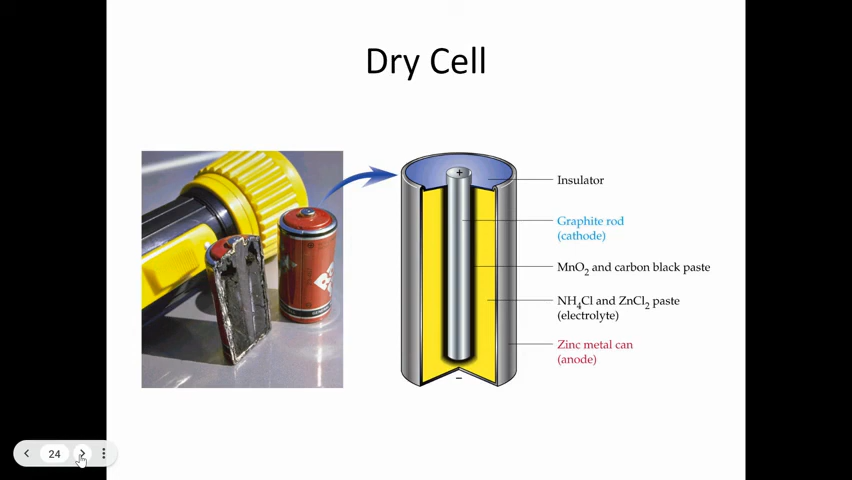 Dry Cell
+
Insulator
Graphite rod
(cathode)
MnO₂ and carbon black paste
NH₄Cl and ZnCl₂ paste
(electrolyte)
Zinc metal can
(anode)
−
24